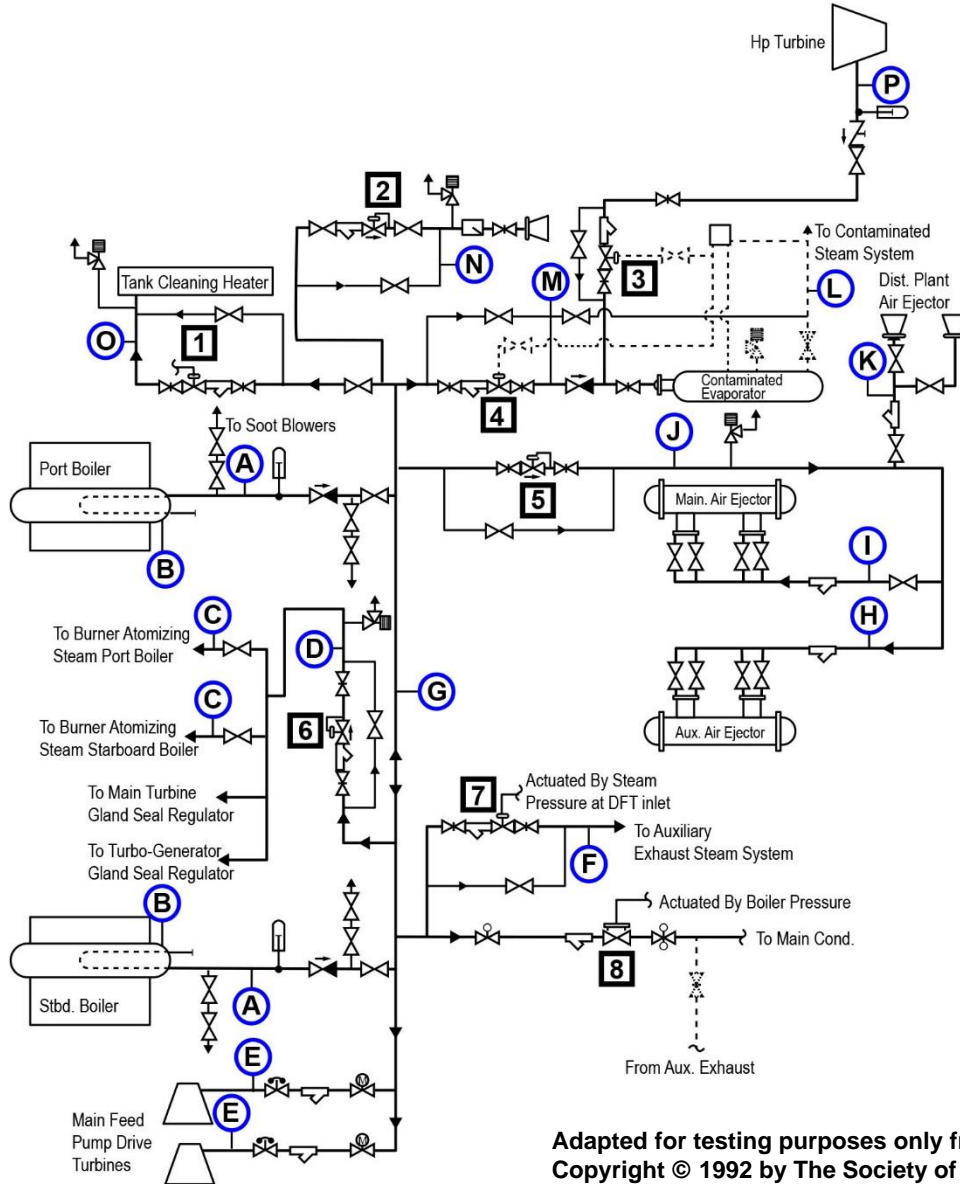 Hp Turbine
P
2
N
M
3
To Contaminated
Steam System
L
Dist. Plant
Air Ejector
K
Tank Cleaning Heater
O
1
4
Contaminated
Evaporator
To Soot Blowers
A
Port Boiler
B
J
5
Main. Air Ejector
I
H
Aux. Air Ejector
C
To Burner Atomizing
Steam Port Boiler
D
G
C
To Burner Atomizing
Steam Starboard Boiler
6
To Main Turbine
Gland Seal Regulator
To Turbo-Generator
Gland Seal Regulator
7
Actuated By Steam
Pressure at DFT inlet
To Auxiliary
Exhaust Steam System
F
B
Actuated By Boiler Pressure
To Main Cond.
8
Stbd. Boiler
A
From Aux. Exhaust
E
E
Main Feed
Pump Drive
Turbines
M
M
Adapted for testing purposes only
Copyright © 1992 by The Society of